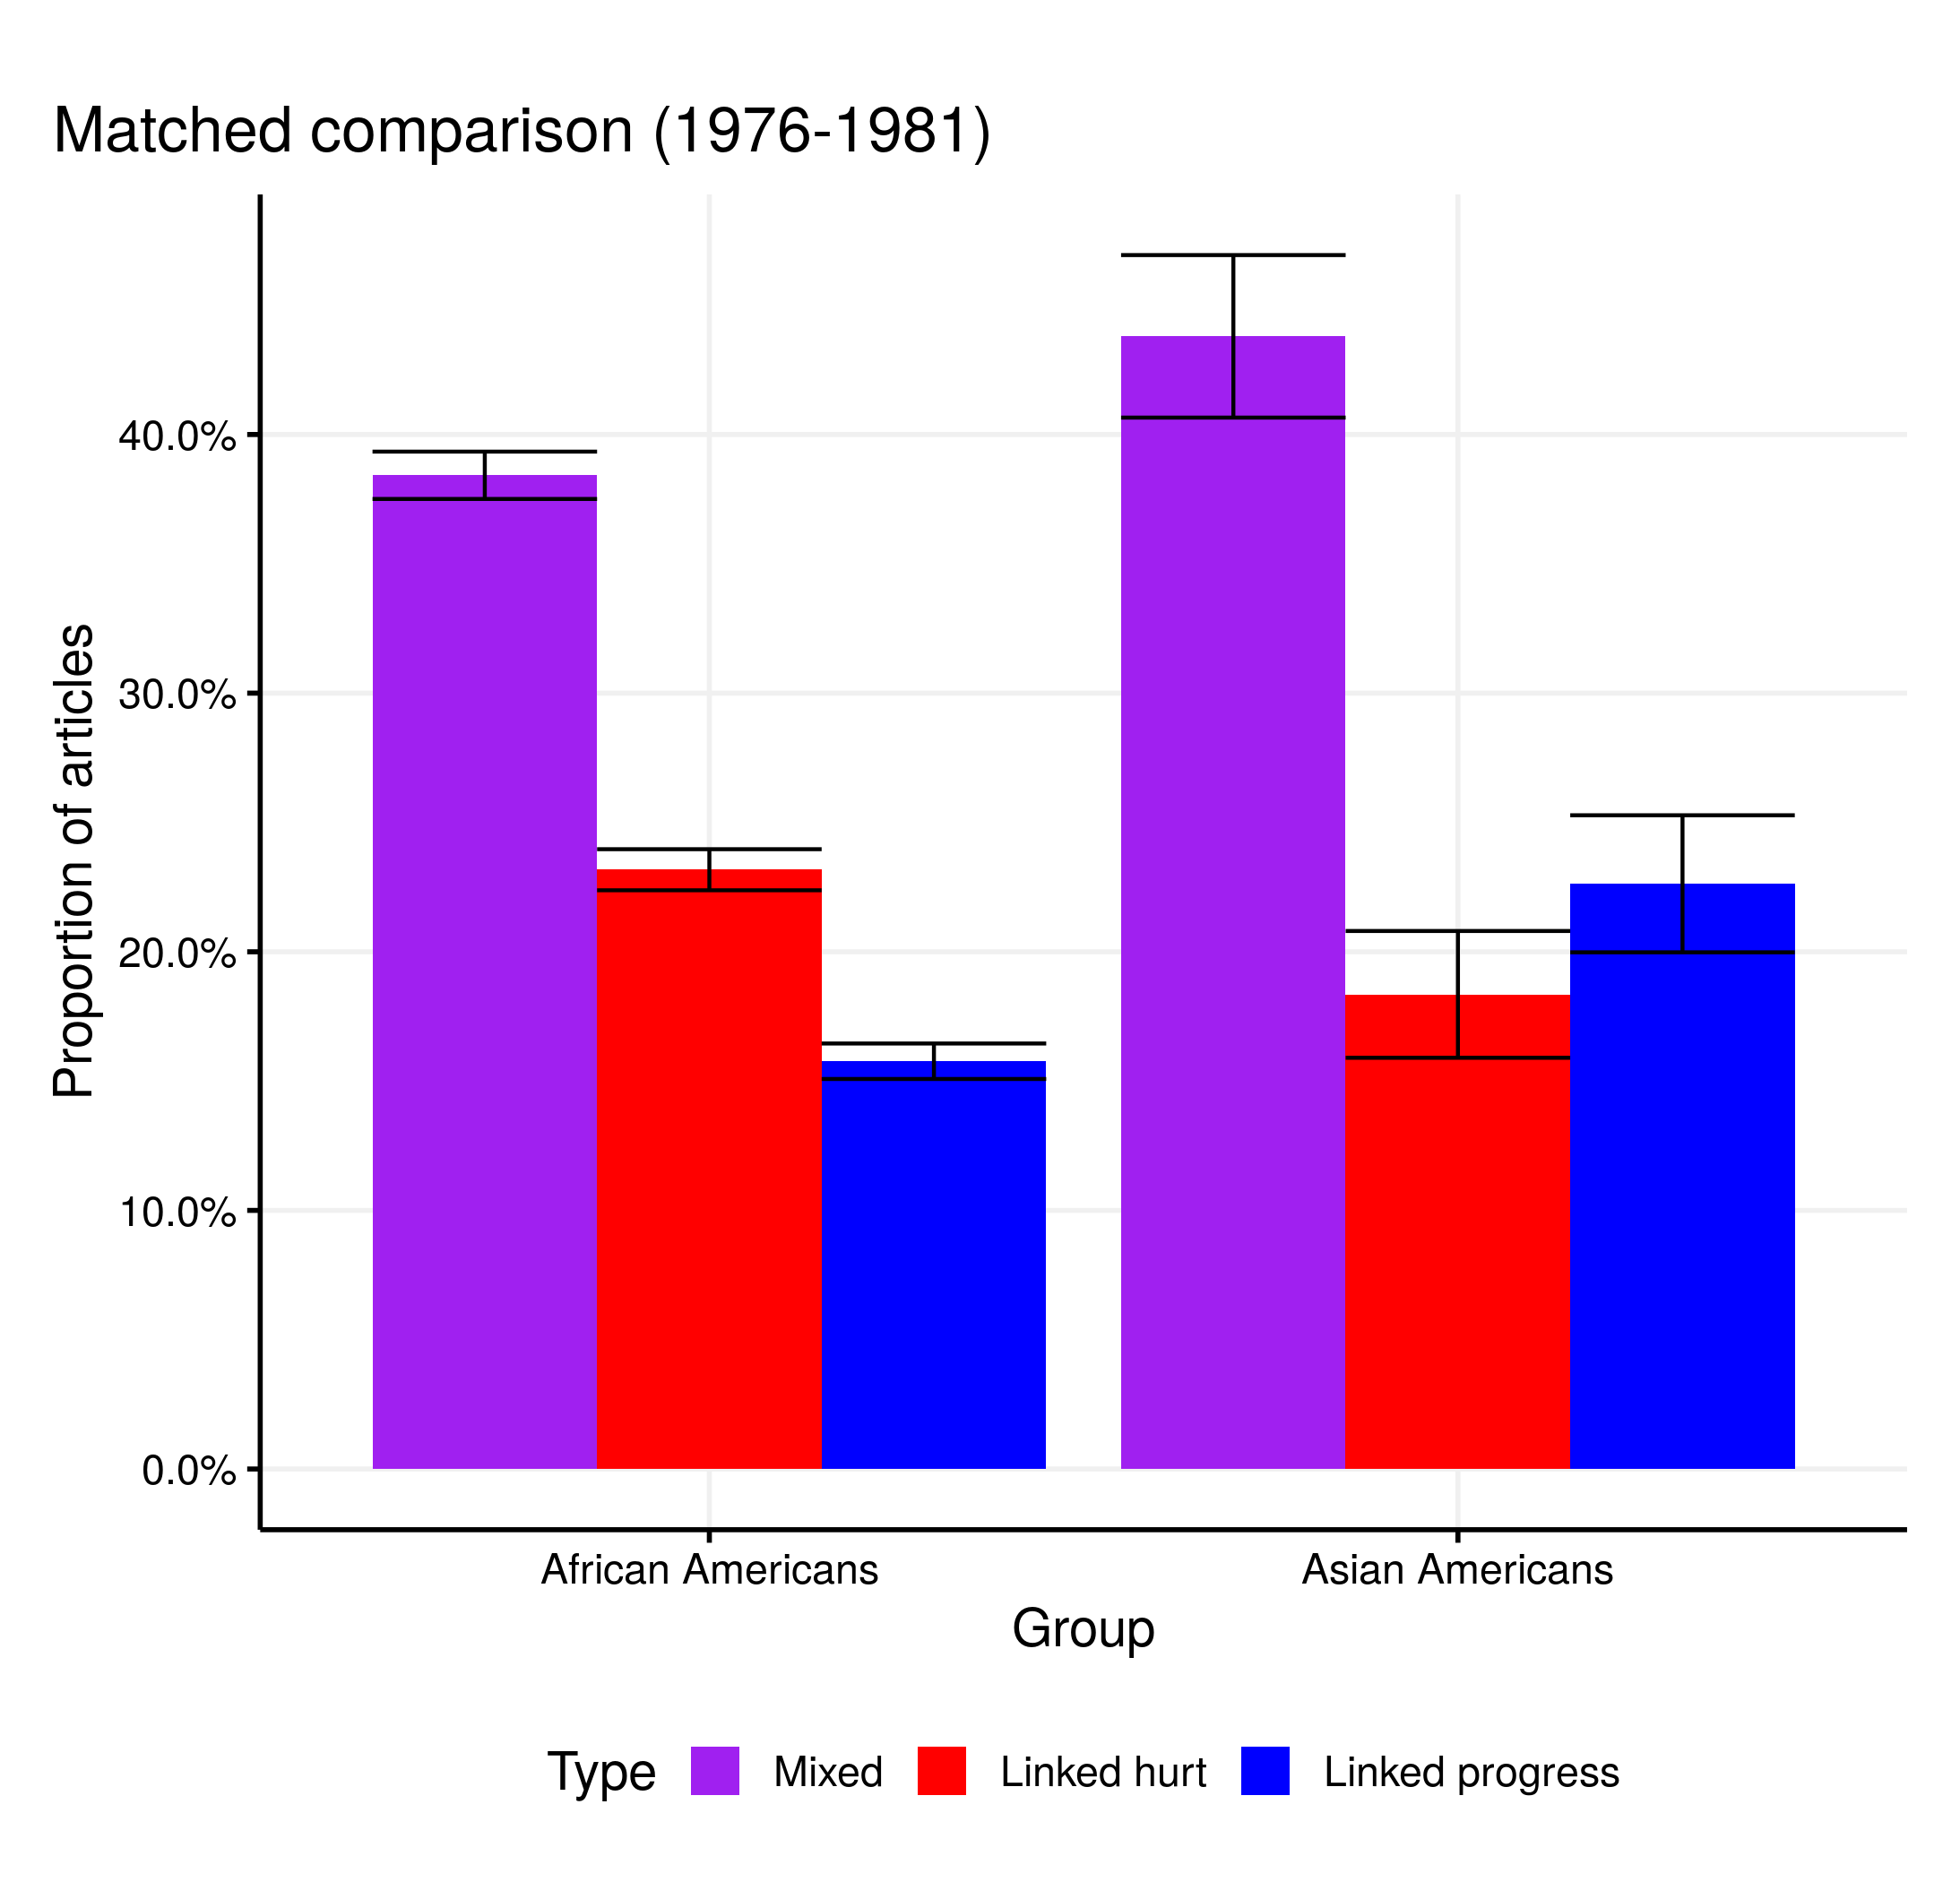 Matched comparison (1976-1981)
Proportion of articles
40.0%
30.0%
20.0%
10.0%
0.0%
African Americans Asian Americans
Group
Type Mixed Linked hurt Linked progress